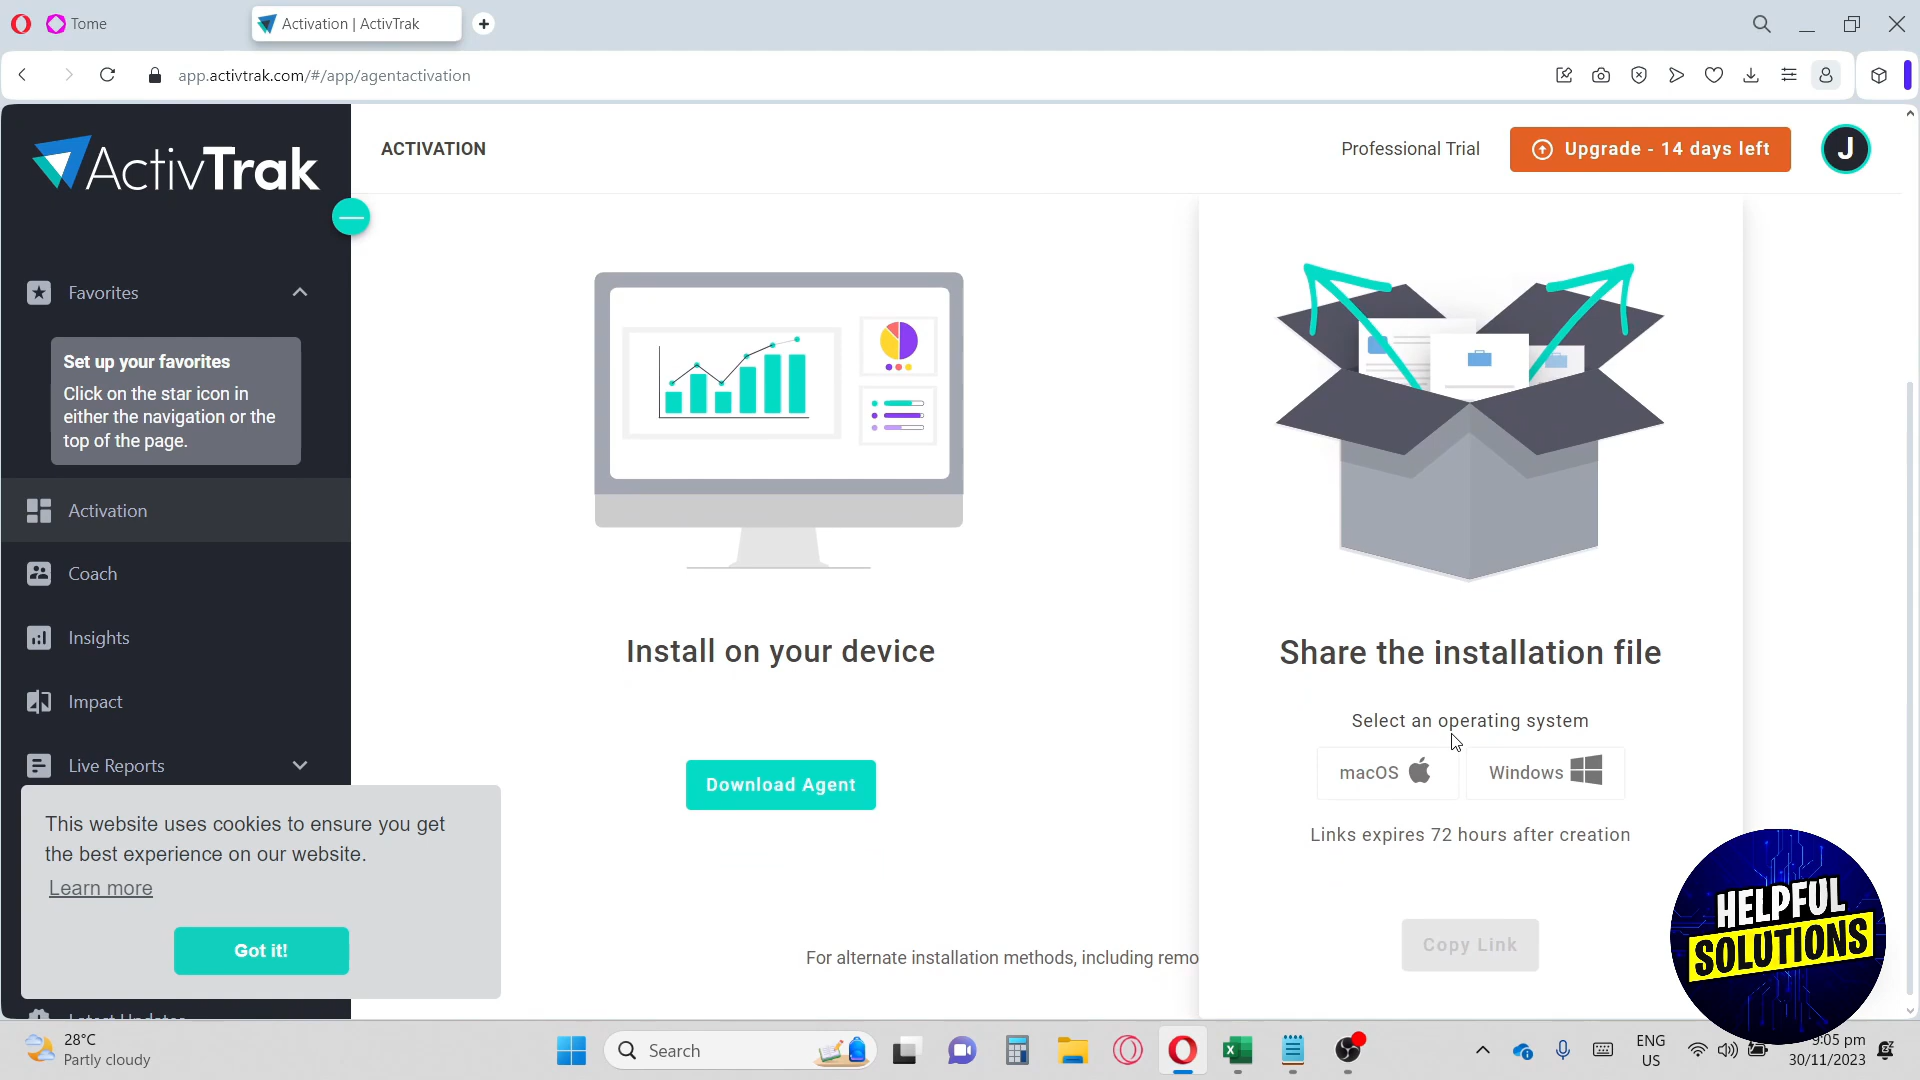 Tome
Activation | ActivTrak
app.activtrak.com/#/app/agentactivation
ActivTrak
ACTIVATION
Professional Trial
Upgrade - 14 days left
J
Favorites
Set up your favorites
Click on the star icon in
either the navigation or the
top of the page.
Activation
Coach
Insights
Impact
Live Reports
This website uses cookies to ensure you get
the best experience on our website.
Learn more
Got it!
Install on your device
Download Agent
Share the installation file
Select an operating system
macOS
Windows
Links expires 72 hours after creation
Copy Link
For alternate installation methods, including remo
HELPFUL
SOLUTIONS
28°C
Partly cloudy
Search
ENG
US
9:05 pm
30/11/2023